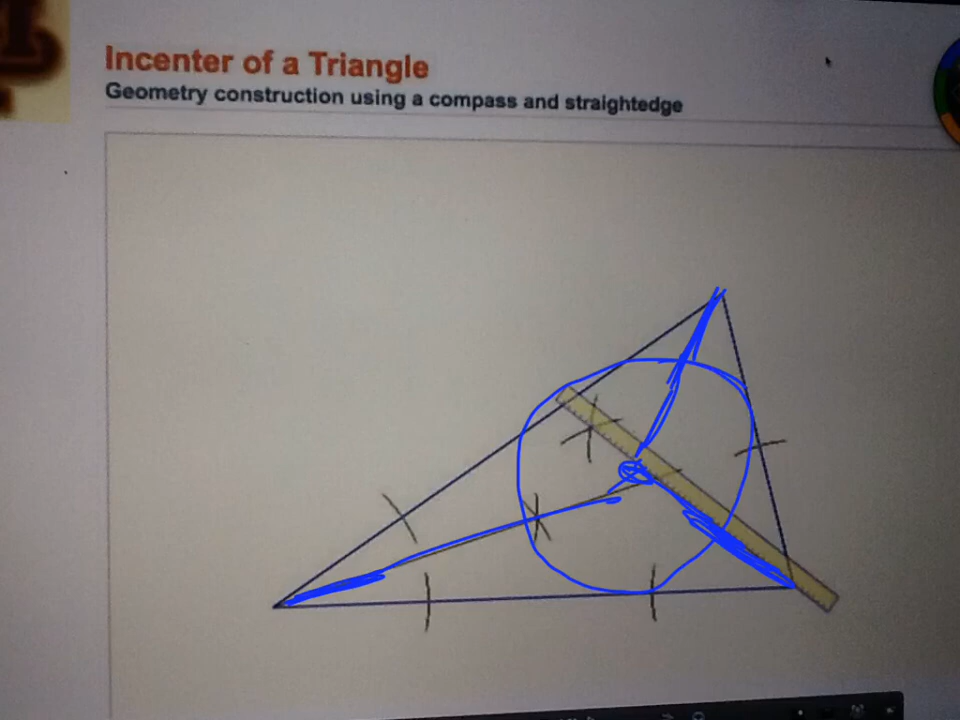 Incenter of a Triangle
Geometry construction using a compass and straightedge